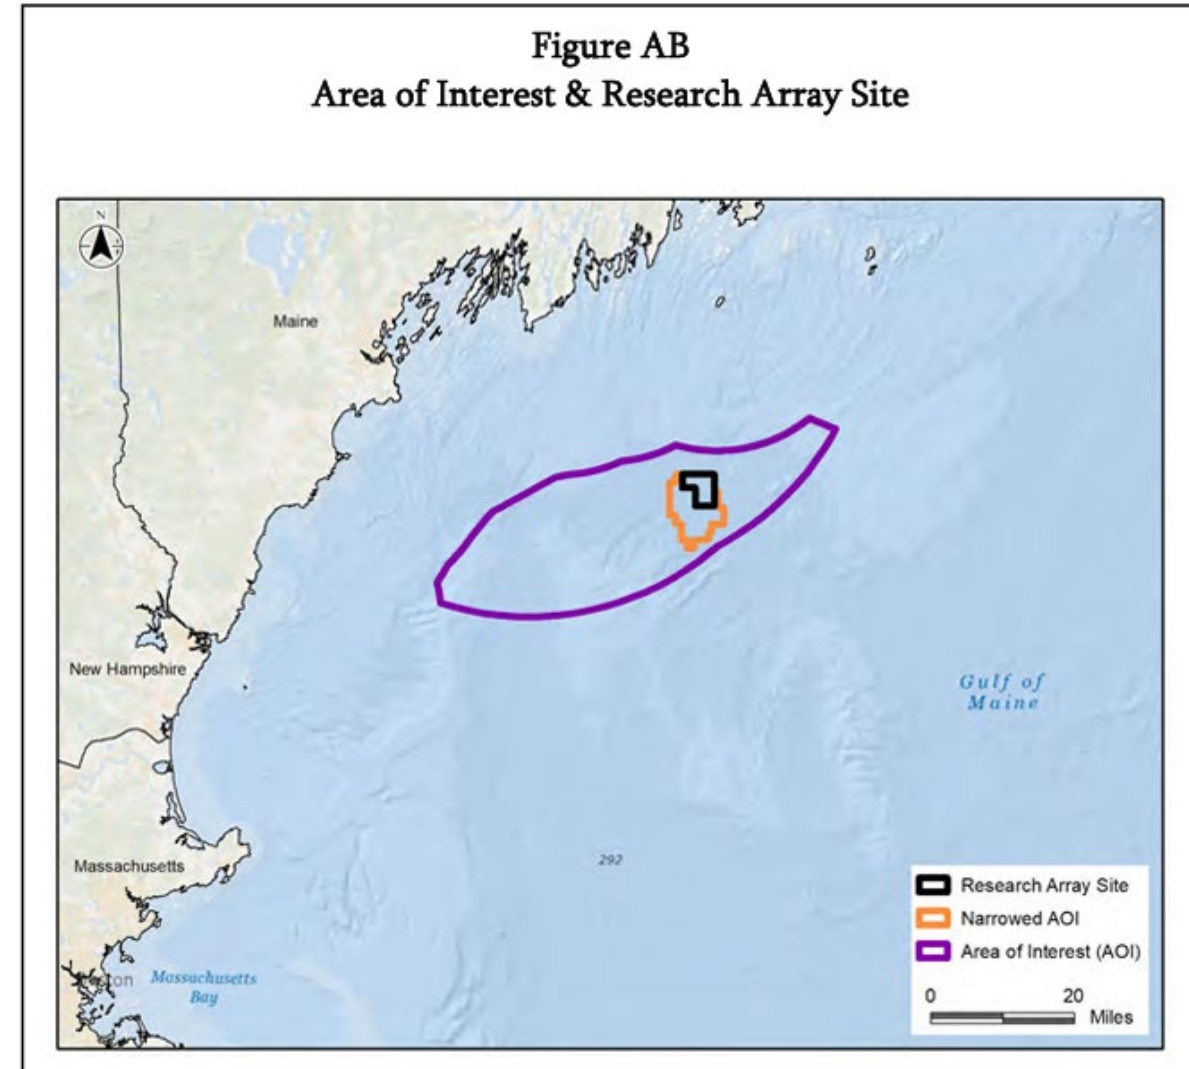 Figure AB
Area of Interest & Research Array Site
N
Maine
New Hampshire
Gulf of
Maine
292
Massachusetts
Massachusetts
Bay
Research Array Site
Narrowed AOI
Area of Interest (AOI)
0 20
Miles